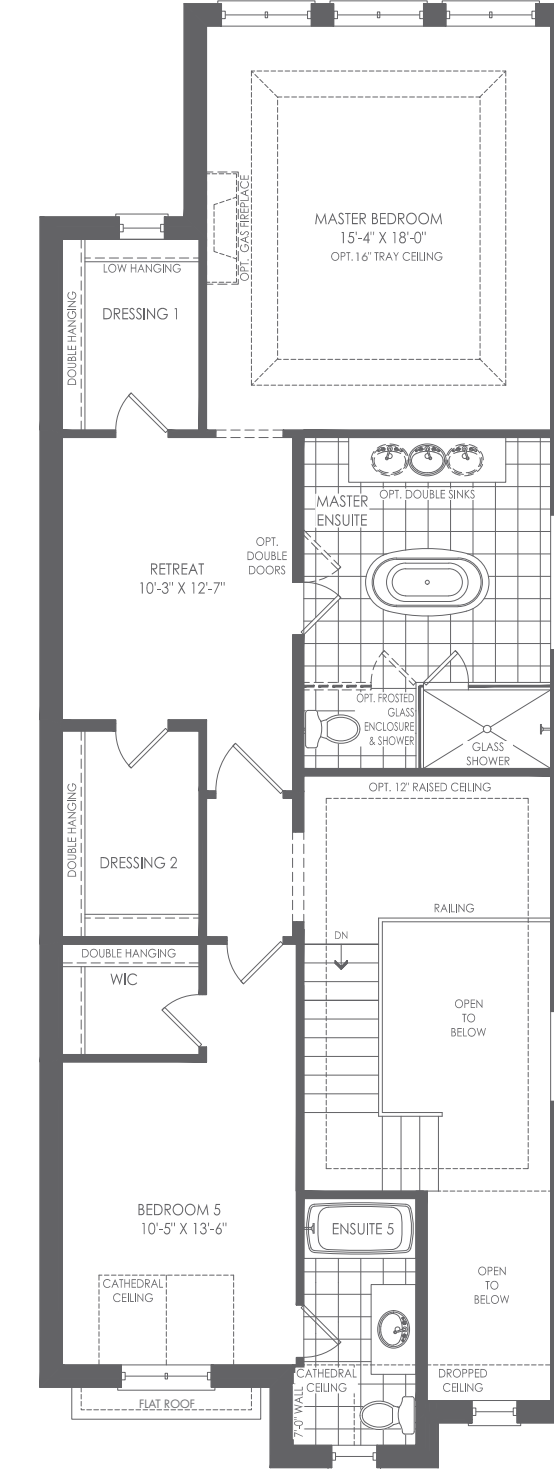 MASTER BEDROOM
15'-4" X 18'-0"
OPT. 16" TRAY CEILING
OPT. GAS FIREPLACE
LOW HANGING
DOUBLE HANGING
DRESSING 1
OPT. DOUBLE SINKS
MASTER
ENSUITE
OPT.
DOUBLE
DOORS
RETREAT
10'-3" X 12'-7"
OPT. FROSTED
GLASS
ENCLOSURE
& SHOWER
GLASS
SHOWER
OPT. 12" RAISED CEILING
DOUBLE HANGING
DRESSING 2
RAILING
DN
DOUBLE HANGING
WIC
OPEN
TO
BELOW
BEDROOM 5
10'-5" X 13'-6"
ENSUITE 5
CATHEDRAL
CEILING
OPEN
TO
BELOW
CATHEDRAL
CEILING
DROPPED
CEILING
7'-0" WALL
FLAT ROOF